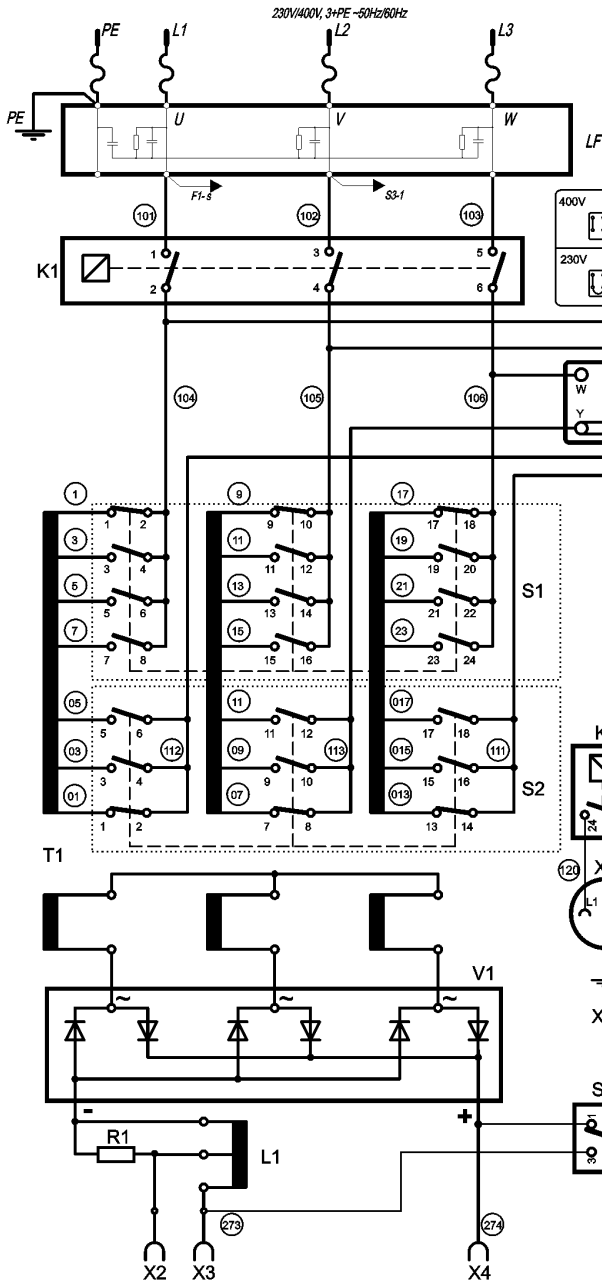 230V/400V, 3+PE ~50Hz/60Hz
PE L1 L2 L3
PE
U V W
LF
F1-s S3-1
101 102 103
400V
230V
K1
1 3 5
2 4 6
104 105 106
W
Y
1 9 17
1 2 9 10 17 18
3 11 19
3 4 11 12 19 20
5 13 21
5 6 13 14 21 22
S1
7 15 23
7 8 15 16 23 24
05 11 017
5 6 11 12 17 18
112 113 111
03 09 015
3 4 9 10 15 16
S2
01 07 013
1 2 7 8 13 14
K
24
T1
120 X
L1
V1
~ ~ ~
X
S
- +
1
R1
L1
3
273 274
X2 X3 X4